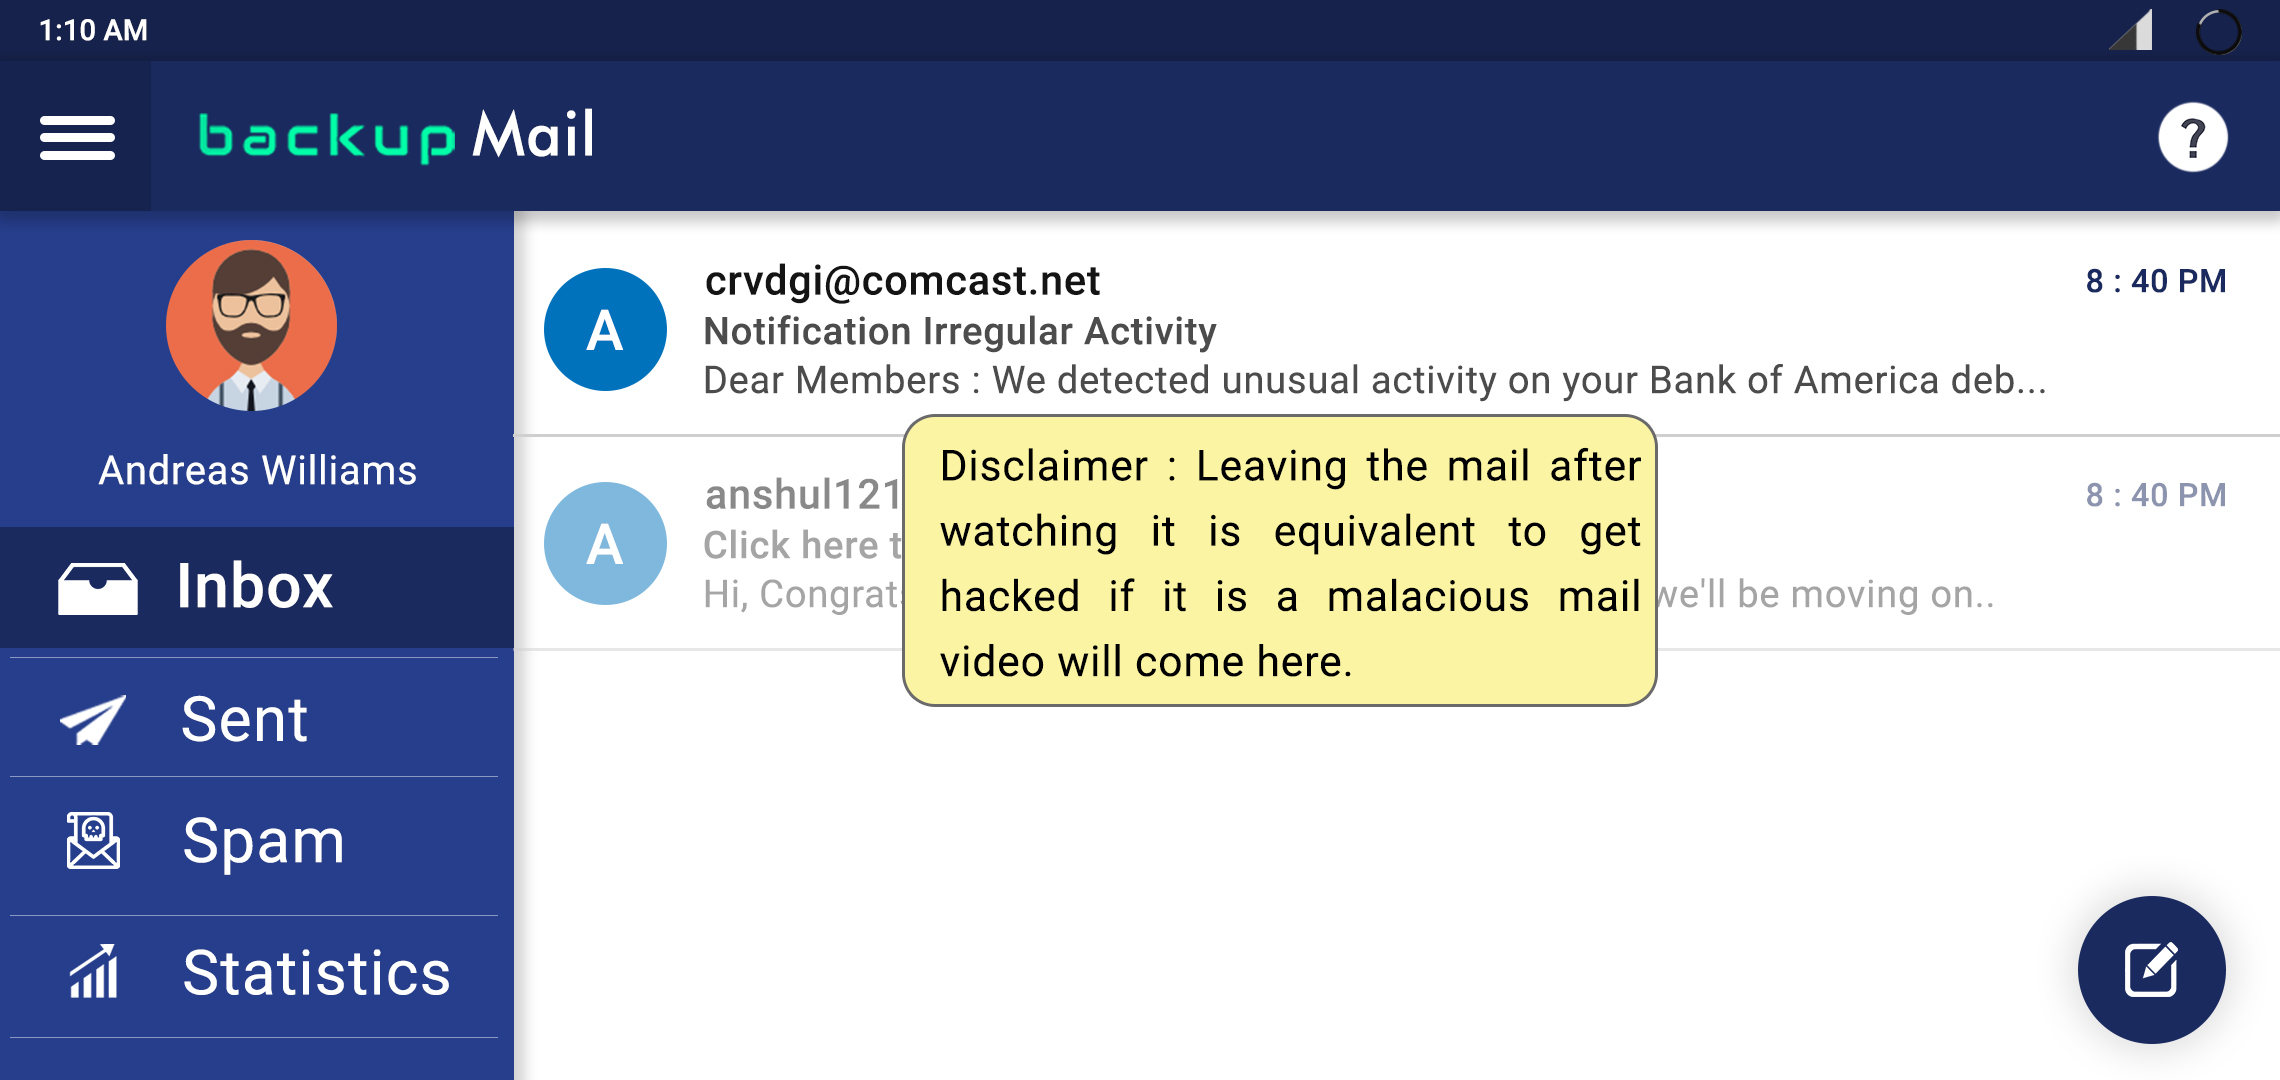 1:10 AM
backup Mail
?
Andreas Williams
Inbox
Sent
Spam
Statistics
A
crvdgi@comcast.net
8 : 40 PM
Notification Irregular Activity
Dear Members : We detected unusual activity on your Bank of America deb...
A
anshul121
8 : 40 PM
Click here t
Hi, Congrat we'll be moving on..
Disclaimer : Leaving the mail after
watching it is equivalent to get
hacked if it is a malacious mail
video will come here.